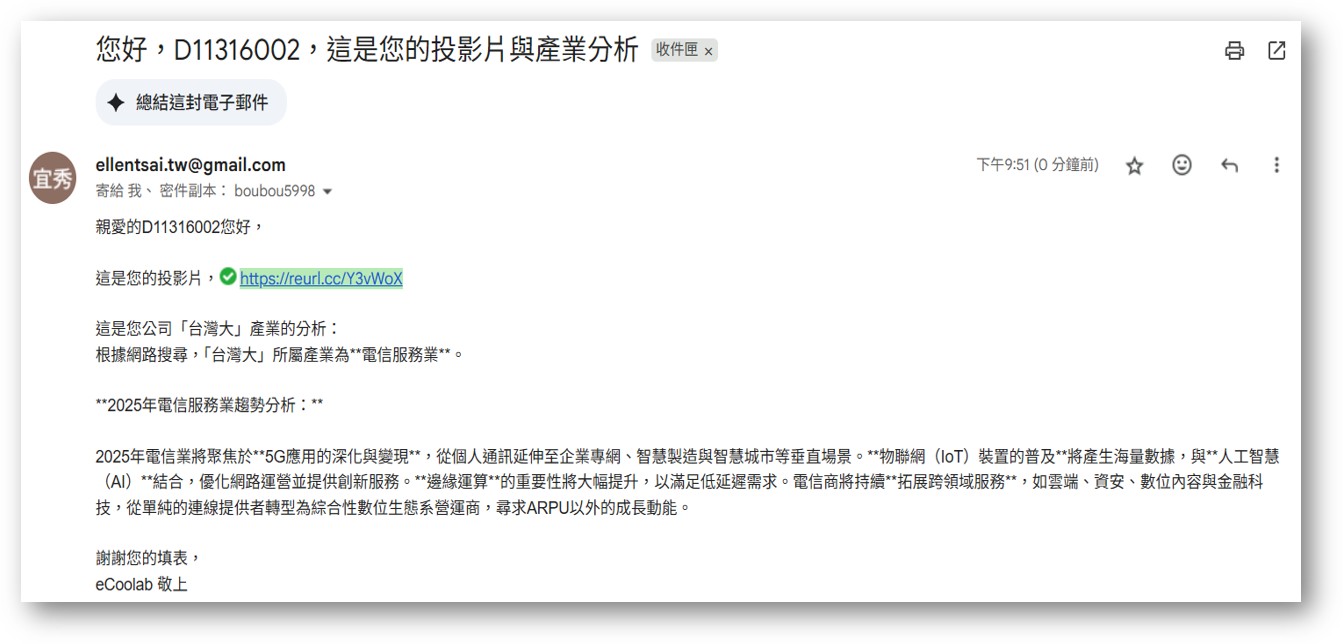 您好，D11316002，這是您的投影片與產業分析 收件匣 ×
總結這封電子郵件
宜秀
ellentsai.tw@gmail.com
下午9:51 (0 分鐘前)
寄給 我、 密件副本： boubou5998
親愛的D11316002您好，
這是您的投影片，https://reurl.cc/Y3vWoX
這是您公司「台灣大」產業的分析：
根據網路搜尋，「台灣大」所屬產業為**電信服務業**。
**2025年電信服務業趨勢分析：**
2025年電信業將聚焦於**5G應用的深化與變現**，從個人通訊延伸至企業專網、智慧製造與智慧城市等垂直場景。**物聯網（IoT）裝置的普及**將產生海量數據，與**人工智慧
（AI）**結合，優化網路運營並提供創新服務。**邊緣運算**的重要性將大幅提升，以滿足低延遲需求。電信商將持續**拓展跨領域服務**，如雲端、資安、數位內容與金融科
技，從單純的連線提供者轉型為綜合性數位生態系營運商，尋求ARPU以外的成長動能。
謝謝您的填表，
eCoolab 敬上